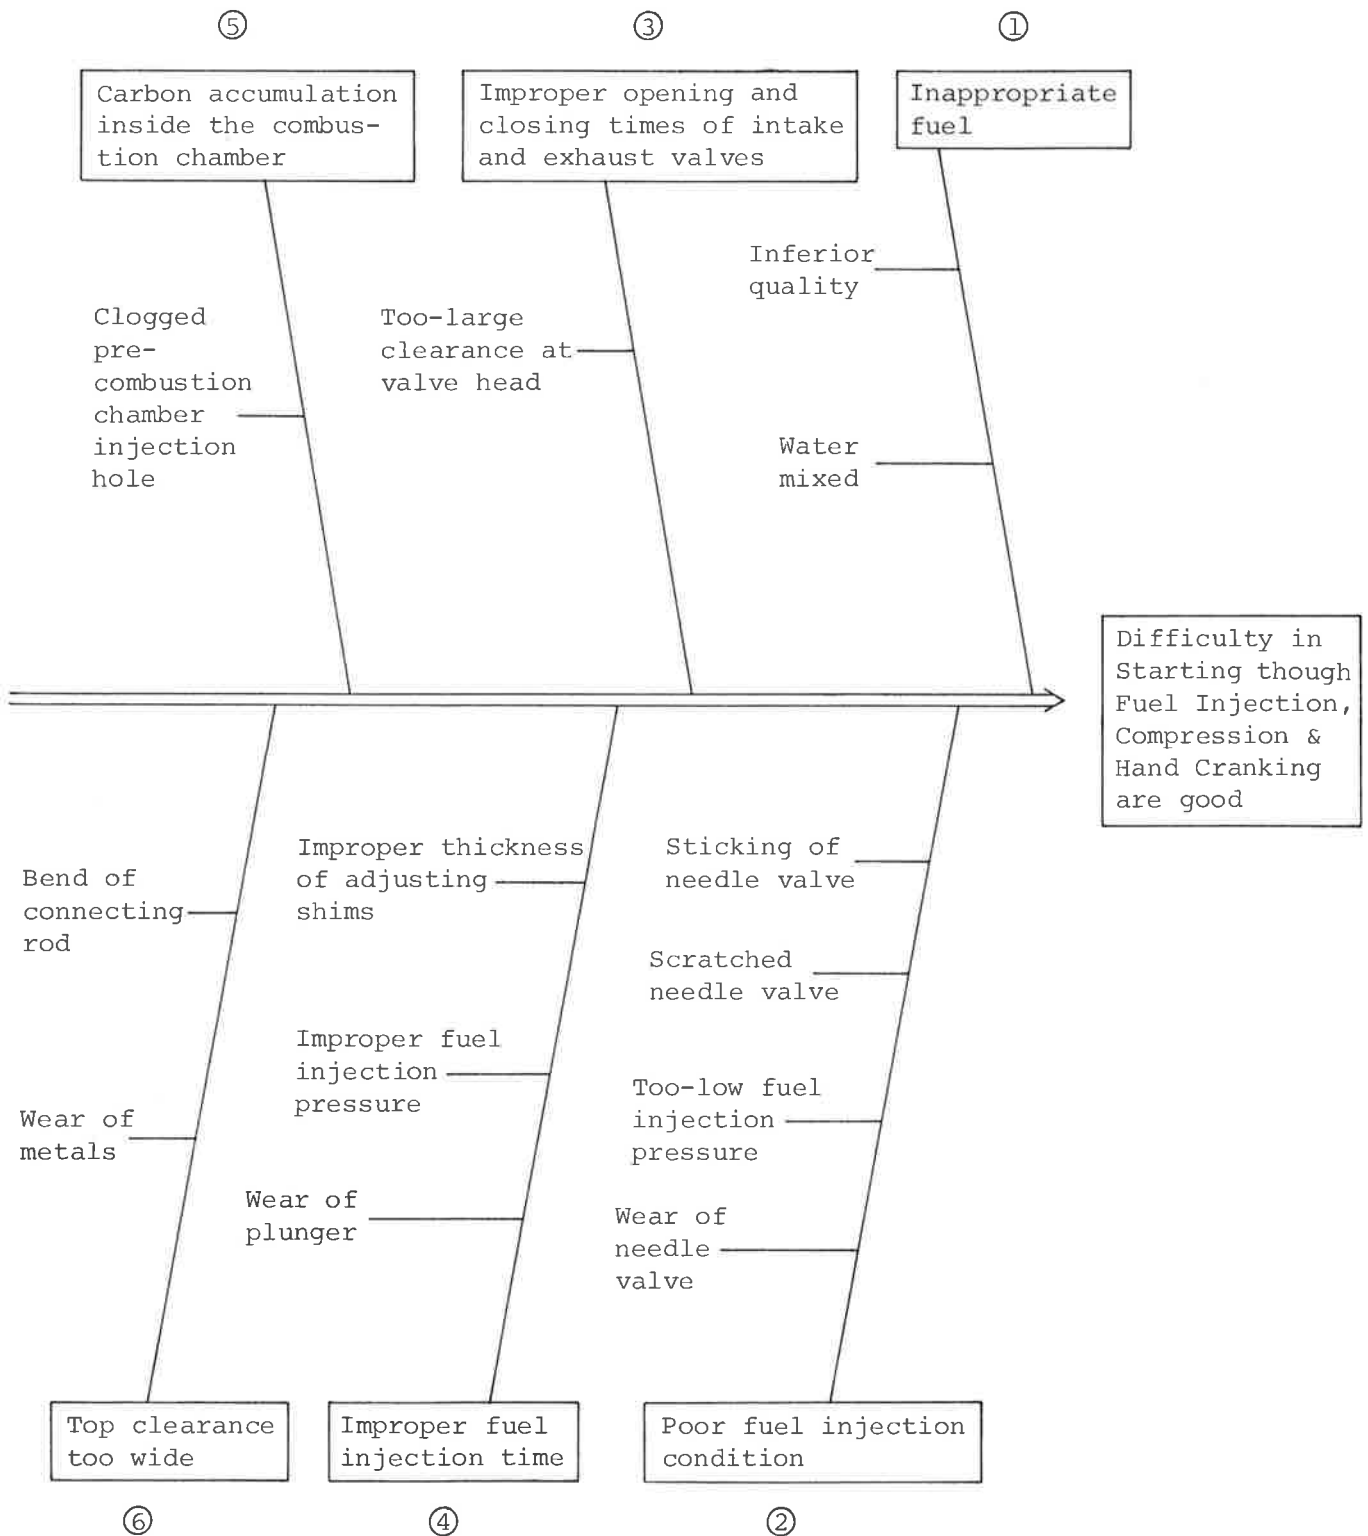 ⑤
③
①
Carbon accumulation
inside the combus-
tion chamber
Improper opening and
closing times of intake
and exhaust valves
Inappropriate
fuel
Inferior
quality
Clogged
pre-
combustion
chamber
injection
hole
Too-large
clearance at
valve head
Water
mixed
Difficulty in
Starting though
Fuel Injection,
Compression &
Hand Cranking
are good
Bend of
connecting
rod
Improper thickness
of adjusting
shims
Sticking of
needle valve
Scratched
needle valve
Improper fuel
injection
pressure
Too-low fuel
injection
pressure
Wear of
metals
Wear of
plunger
Wear of
needle
valve
Top clearance
too wide
Improper fuel
injection time
Poor fuel injection
condition
⑥
④
②